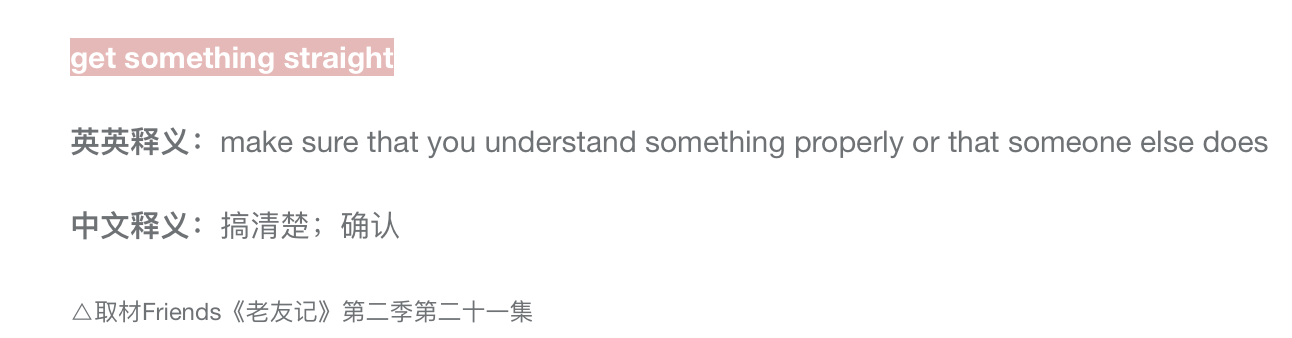 get something straight
英英释义：make sure that you understand something properly or that someone else does
中文释义：搞清楚；确认
△取材Friends《老友记》第二季第二十一集